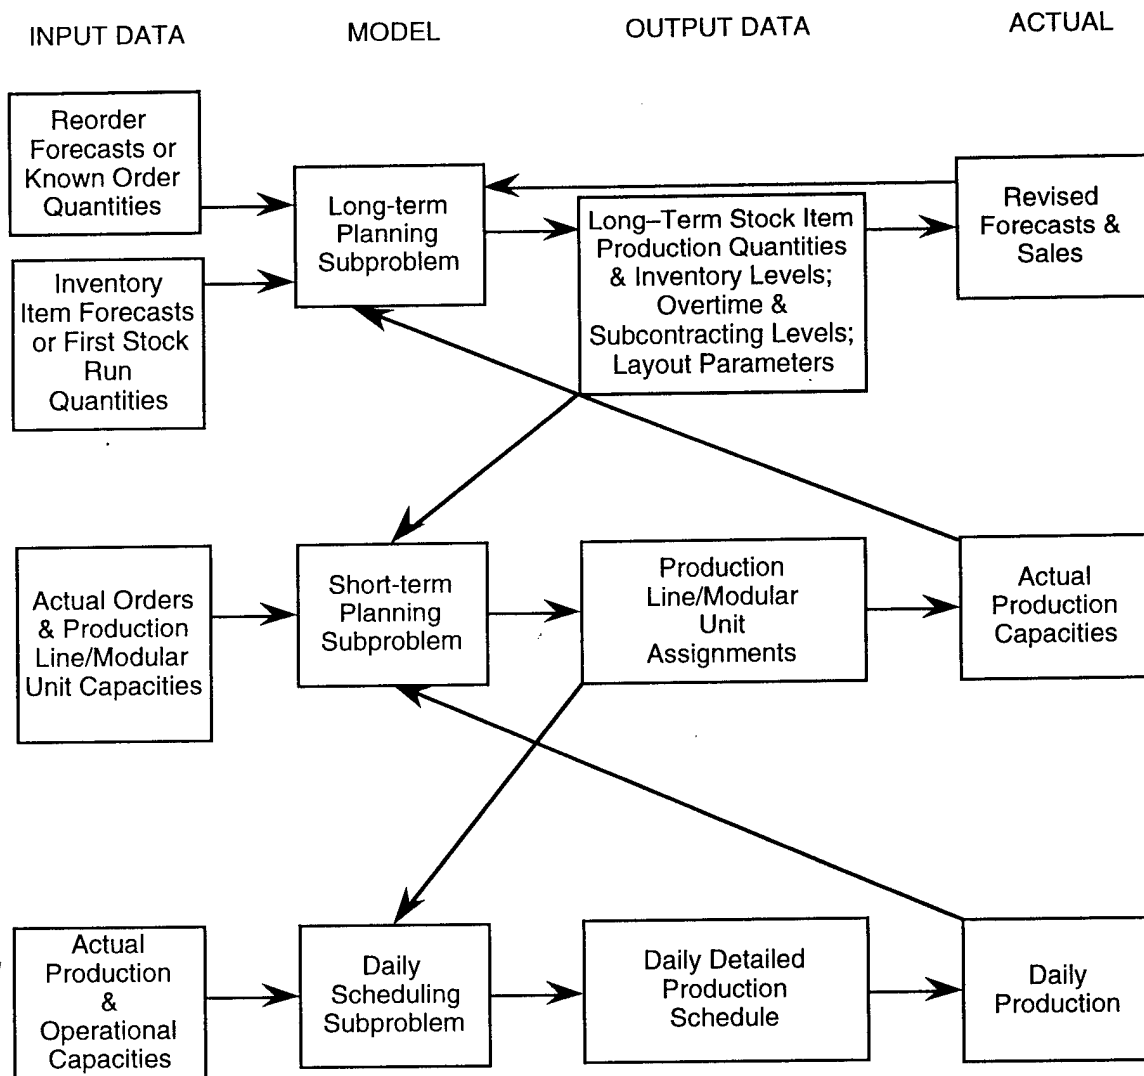 INPUT DATA
MODEL
OUTPUT DATA
ACTUAL
Reorder
Forecasts or
Known Order
Quantities
Long-term
Planning
Subproblem
Long–Term Stock Item
Production Quantities
& Inventory Levels;
Overtime &
Subcontracting Levels;
Layout Parameters
Revised
Forecasts &
Sales
Inventory
Item Forecasts
or First Stock
Run
Quantities
Actual Orders
& Production
Line/Modular
Unit Capacities
Short-term
Planning
Subproblem
Production
Line/Modular
Unit
Assignments
Actual
Production
Capacities
Actual
Production
&
Operational
Capacities
Daily
Scheduling
Subproblem
Daily Detailed
Production
Schedule
Daily
Production